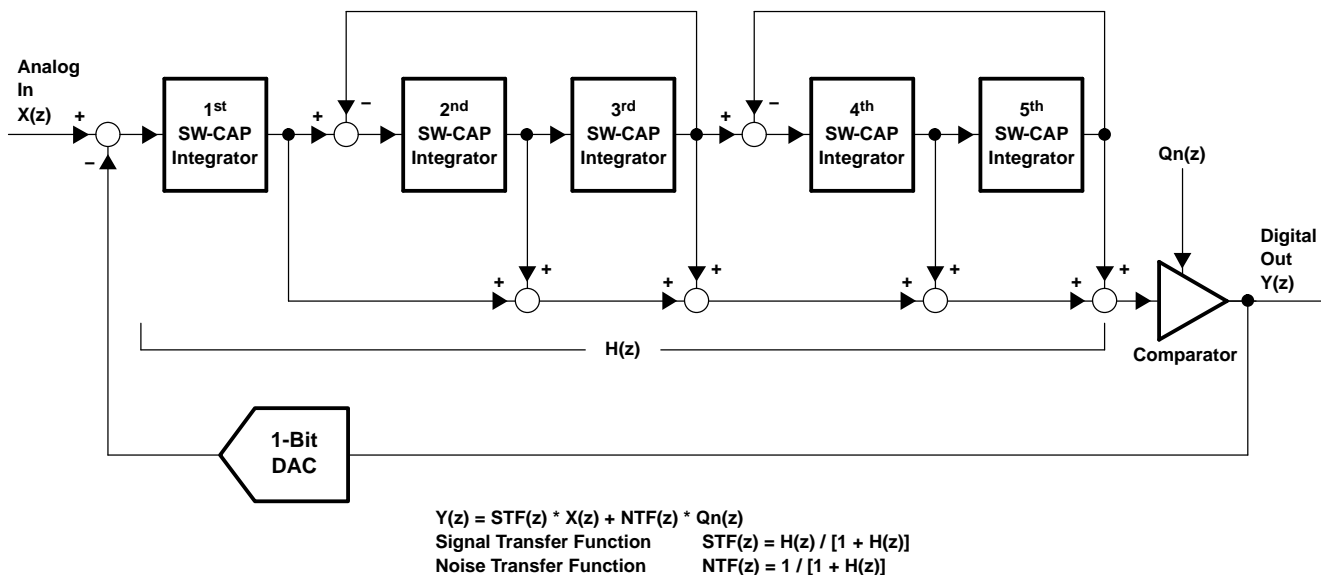 Analog
In
X(z)
+
−
1st
SW-CAP
Integrator
+
−
2nd
SW-CAP
Integrator
3rd
SW-CAP
Integrator
+
−
4th
SW-CAP
Integrator
5th
SW-CAP
Integrator
Qn(z)
Digital
Out
Y(z)
+
+
+
+
+
+
+
+
H(z)
Comparator
1-Bit
DAC
Y(z) = STF(z) * X(z) + NTF(z) * Qn(z)
Signal Transfer Function STF(z) = H(z) / [1 + H(z)]
Noise Transfer Function NTF(z) = 1 / [1 + H(z)]